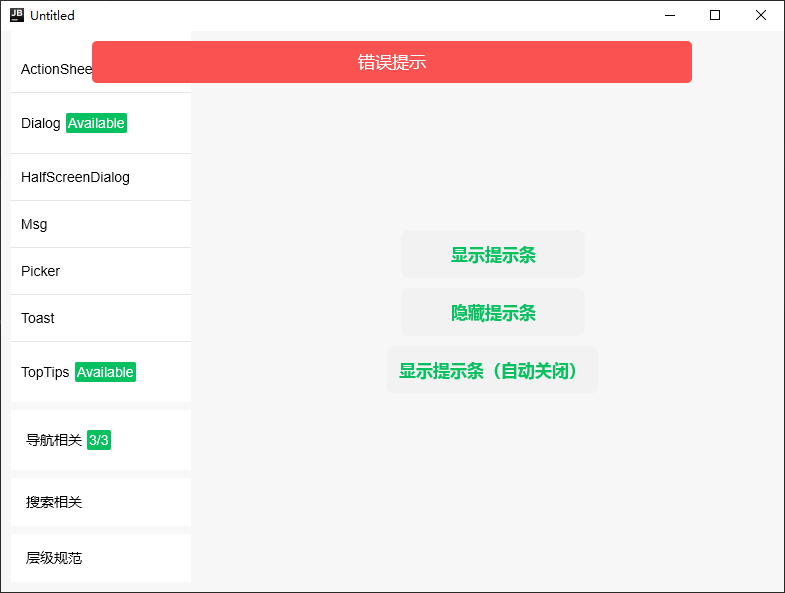 JB
Untitled
错误提示
ActionShee
Dialog Available
HalfScreenDialog
Msg
Picker
Toast
TopTips Available
导航相关 3/3
搜索相关
层级规范
显示提示条
隐藏提示条
显示提示条（自动关闭）